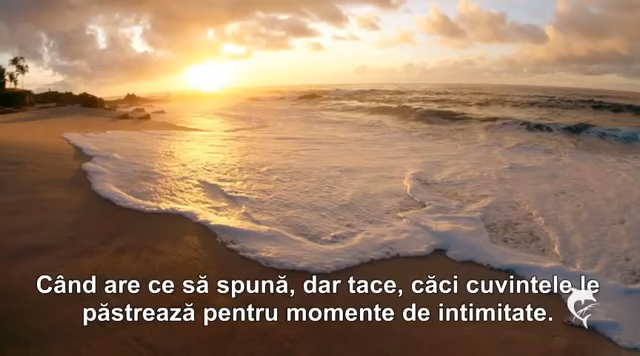 Când are ce să spună, dar tace, căci cuvintele le
păstrează pentru momente de intimitate.